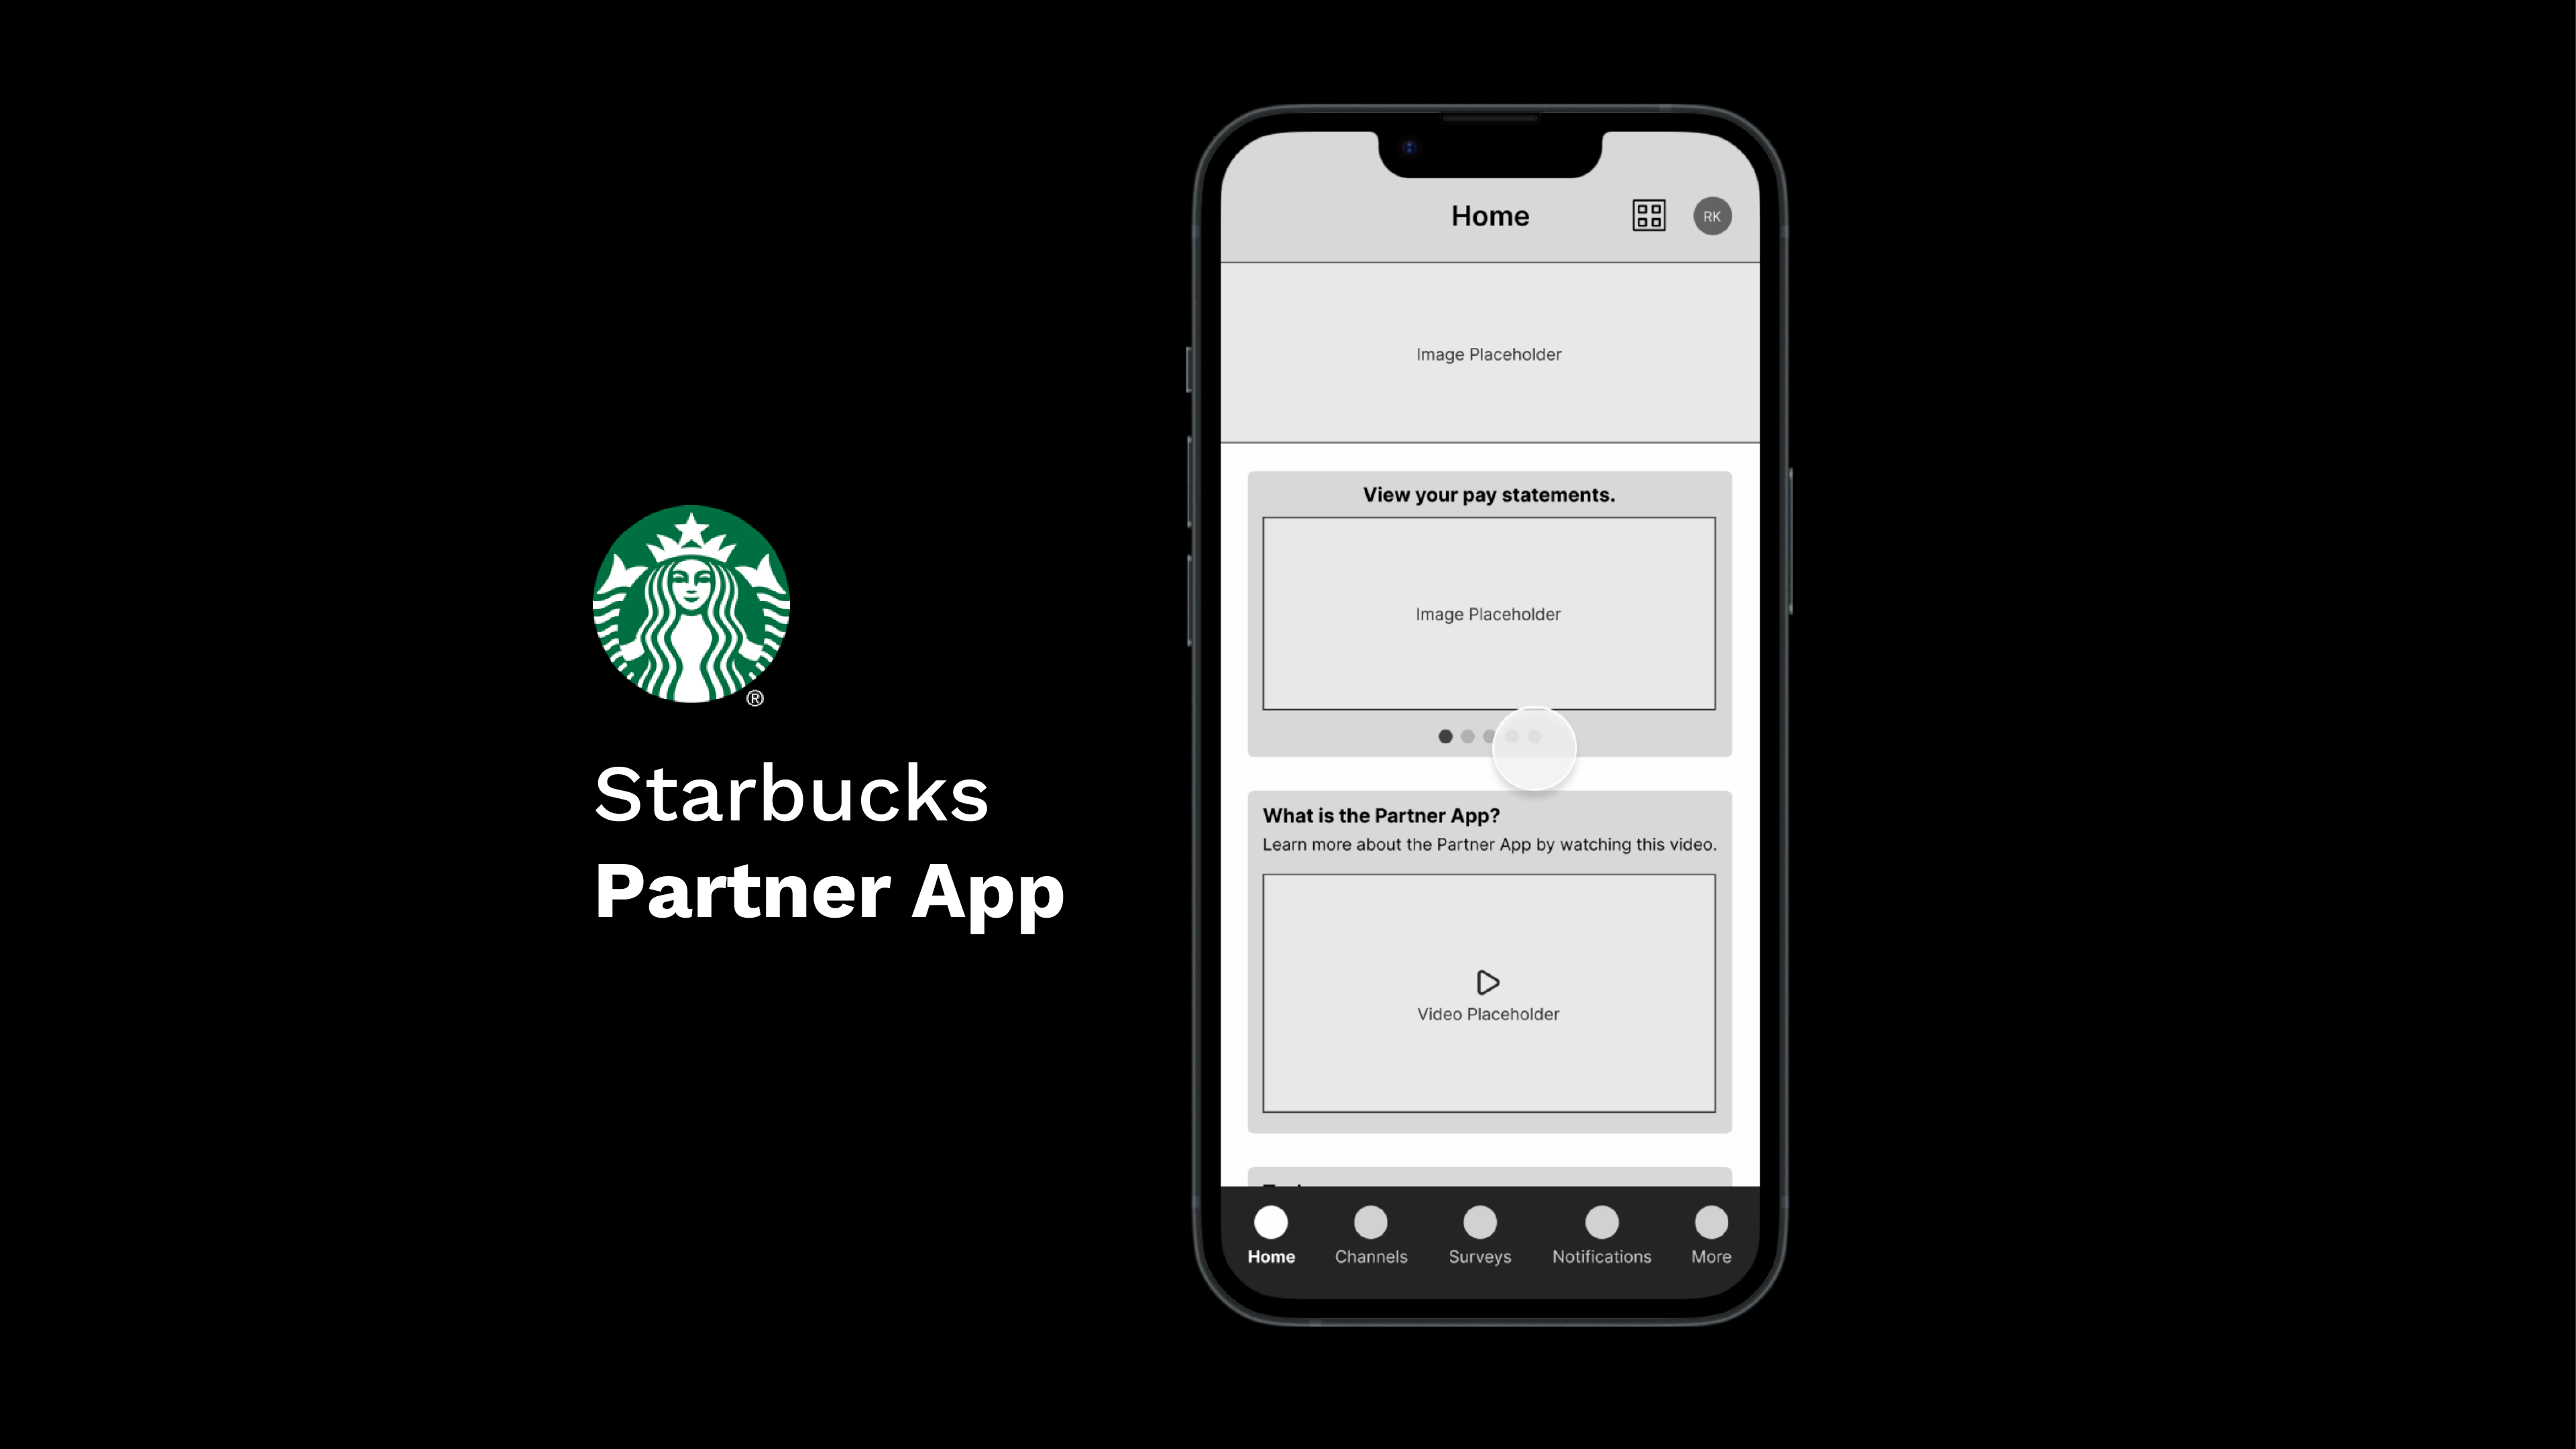 ®
Starbucks
Partner App
Home
RK
Image Placeholder
View your pay statements.
Image Placeholder
What is the Partner App?
Learn more about the Partner App by watching this video.
Video Placeholder
Home
Channels
Surveys
Notifications
More